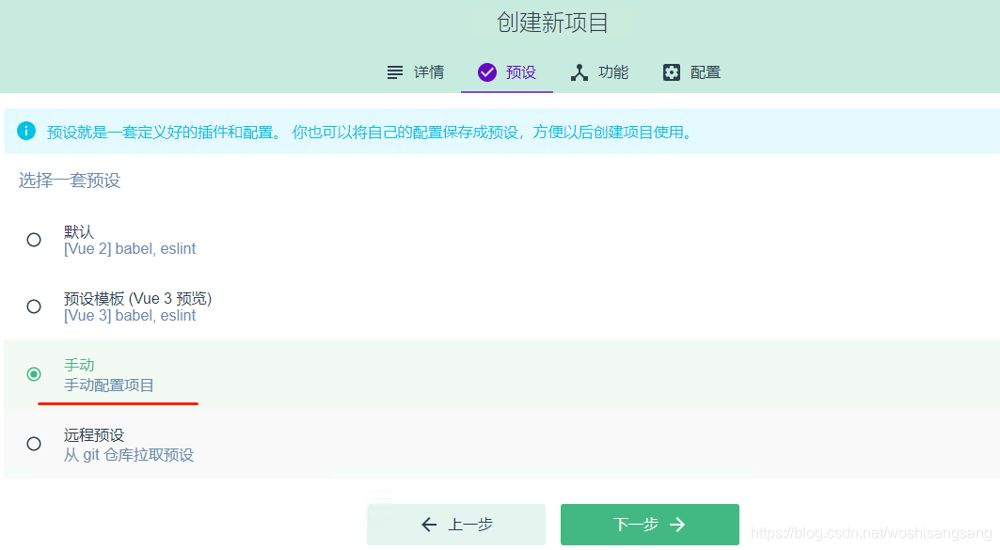 创建新项目
详情 预设 功能 配置
预设就是一套定义好的插件和配置。 你也可以将自己的配置保存成预设，方便以后创建项目使用。
选择一套预设
默认
[Vue 2] babel, eslint
预设模板 (Vue 3 预览)
[Vue 3] babel, eslint
手动
手动配置项目
远程预设
从 git 仓库拉取预设
上一步 下一步
https://blog.csdn.net/woshisangsang